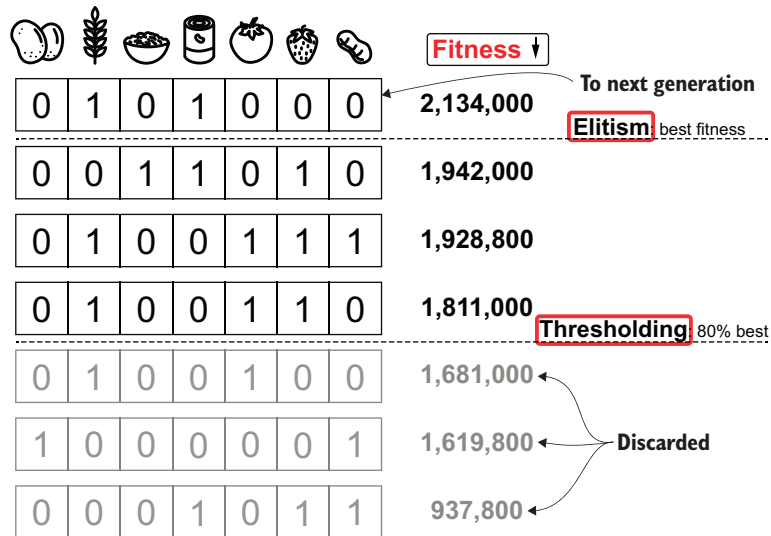 Fitness
To next generation
0 1 0 1 0 0 0 2,134,000
Elitism: best fitness
0 0 1 1 0 1 0 1,942,000
0 1 0 0 1 1 1 1,928,800
0 1 0 0 1 1 0 1,811,000
Thresholding: 80% best
0 1 0 0 1 0 0 1,681,000
1 0 0 0 0 0 1 1,619,800 Discarded
0 0 0 1 0 1 1 937,800